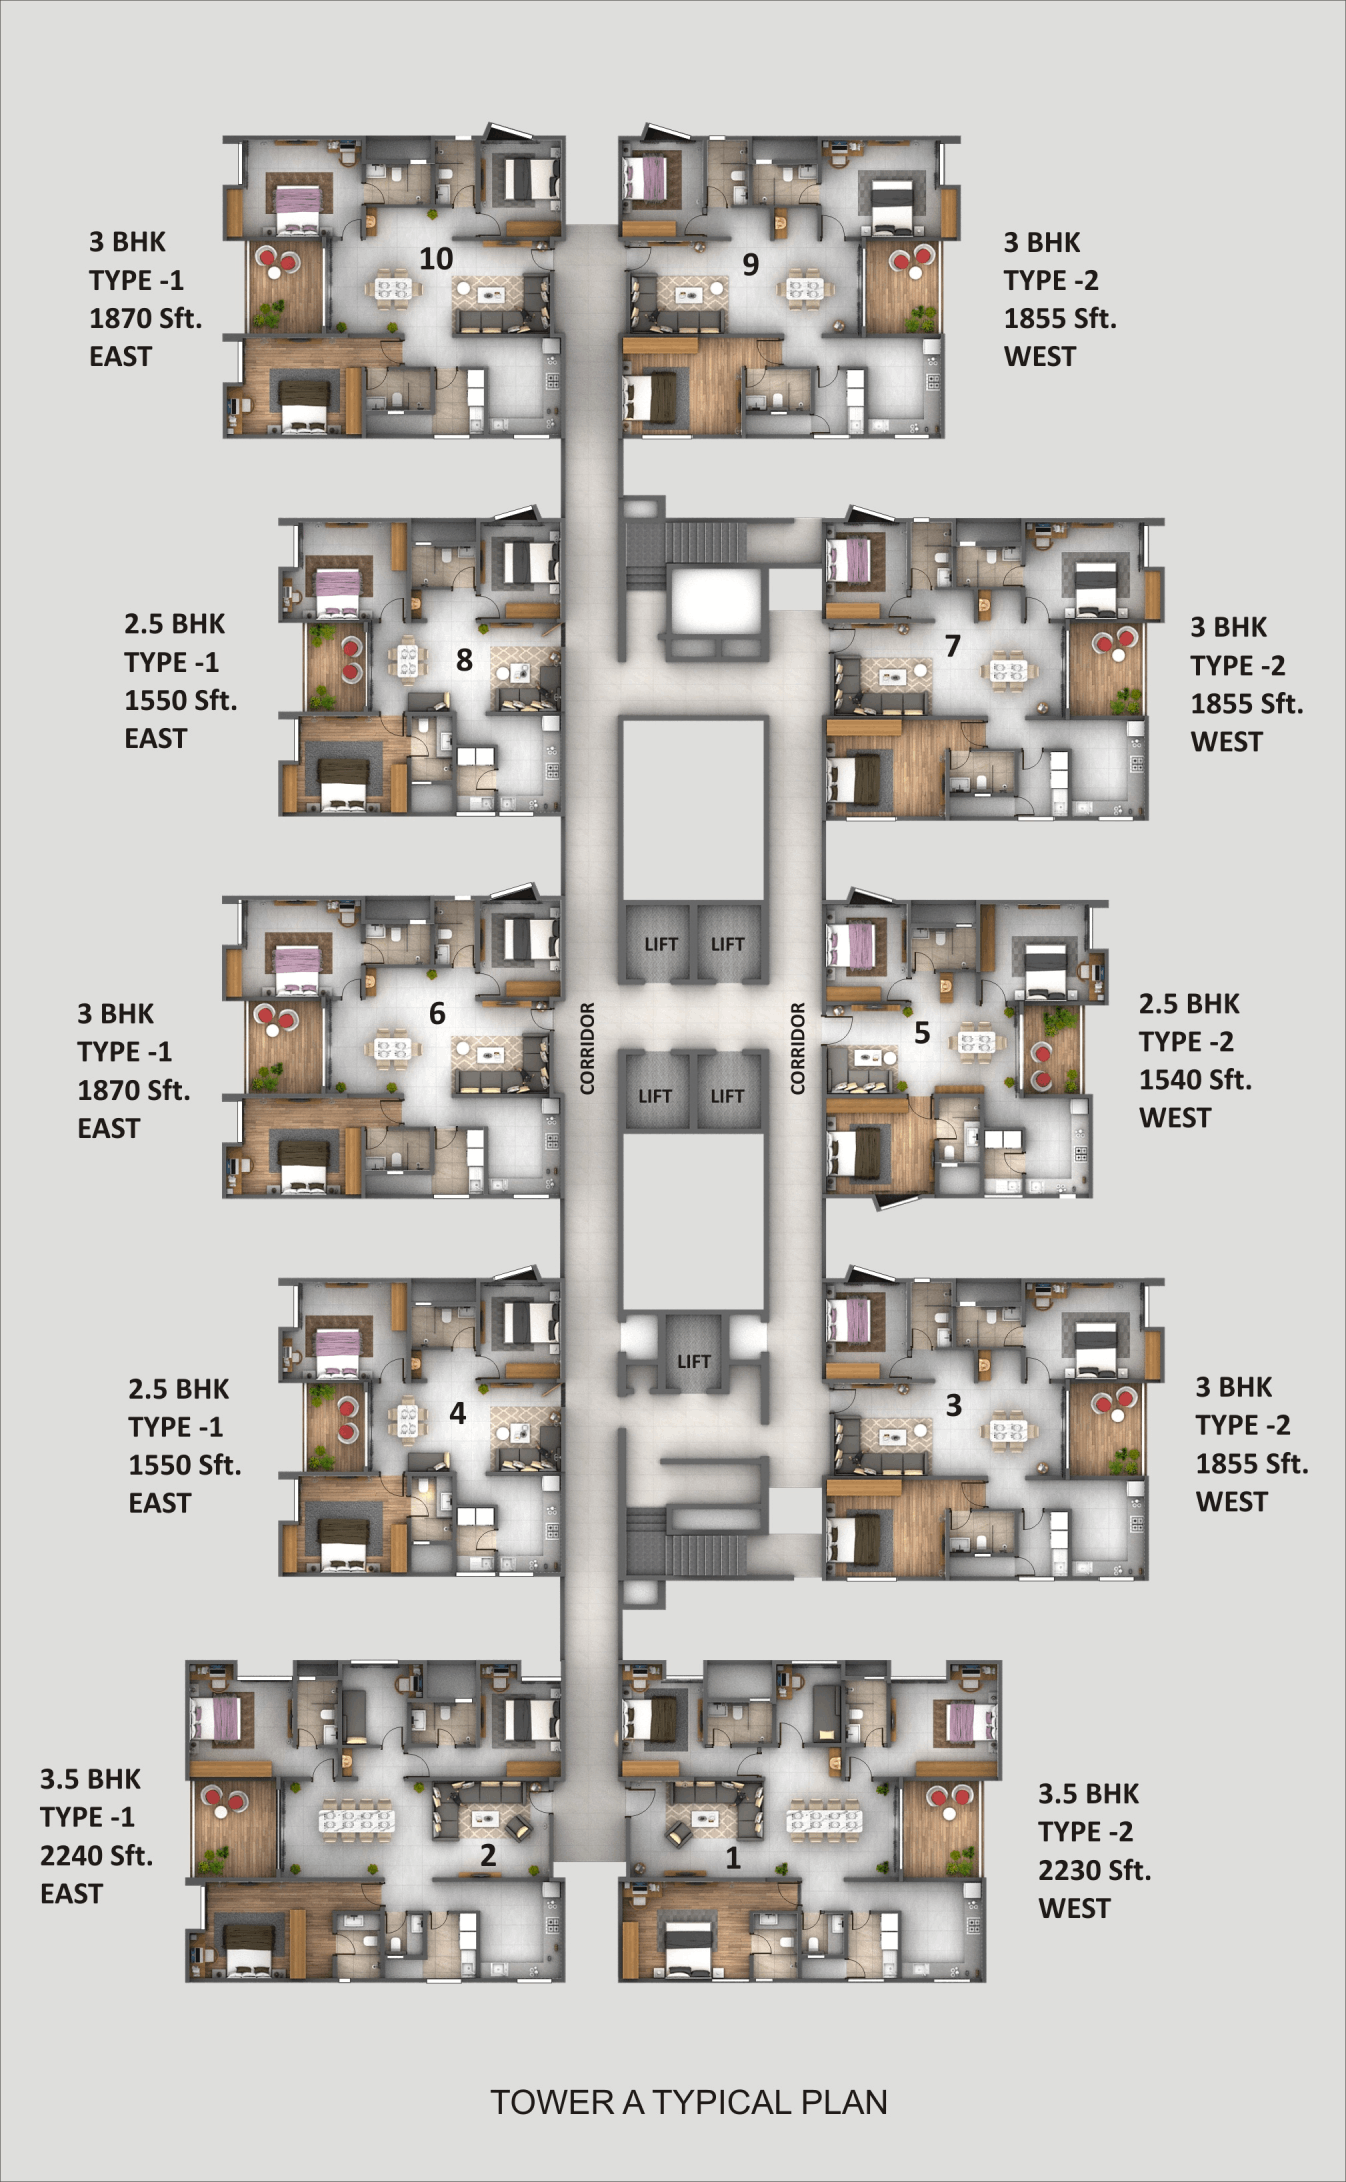 3 BHK
TYPE -1
1870 Sft.
EAST
10
9
3 BHK
TYPE -2
1855 Sft.
WEST
2.5 BHK
TYPE -1
1550 Sft.
EAST
8
7
3 BHK
TYPE -2
1855 Sft.
WEST
3 BHK
TYPE -1
1870 Sft.
EAST
6
LIFT
LIFT
CORRIDOR
CORRIDOR
LIFT
LIFT
5
2.5 BHK
TYPE -2
1540 Sft.
WEST
2.5 BHK
TYPE -1
1550 Sft.
EAST
4
LIFT
3
3 BHK
TYPE -2
1855 Sft.
WEST
3.5 BHK
TYPE -1
2240 Sft.
EAST
2
1
3.5 BHK
TYPE -2
2230 Sft.
WEST
TOWER A TYPICAL PLAN